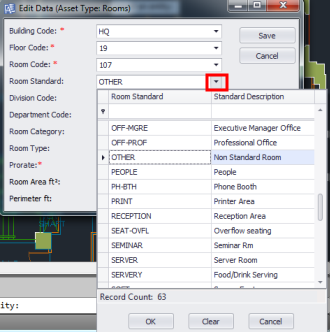 Edit Data (Asset Type: Rooms)
Building Code: * HQ
Save
Floor Code: * 19
Cancel
Room Code: * 107
Room Standard: OTHER
Division Code:
Department Code:
Room Category:
Room Type:
Prorate:*
Room Area ft²:
Perimeter ft:
Room Standard Standard Description
OFF-MGRE Executive Manager Office
OFF-PROF Professional Office
OTHER Non Standard Room
PEOPLE People
PH-BTH Phone Booth
PRINT Printer Area
RECEPTION Reception Area
SEAT-OVFL Overflow seating
SEMINAR Seminar Rm
SERVER Server Room
SERVERY Food/Drink Serving
Record Count: 63
OK Clear Cancel
ity: